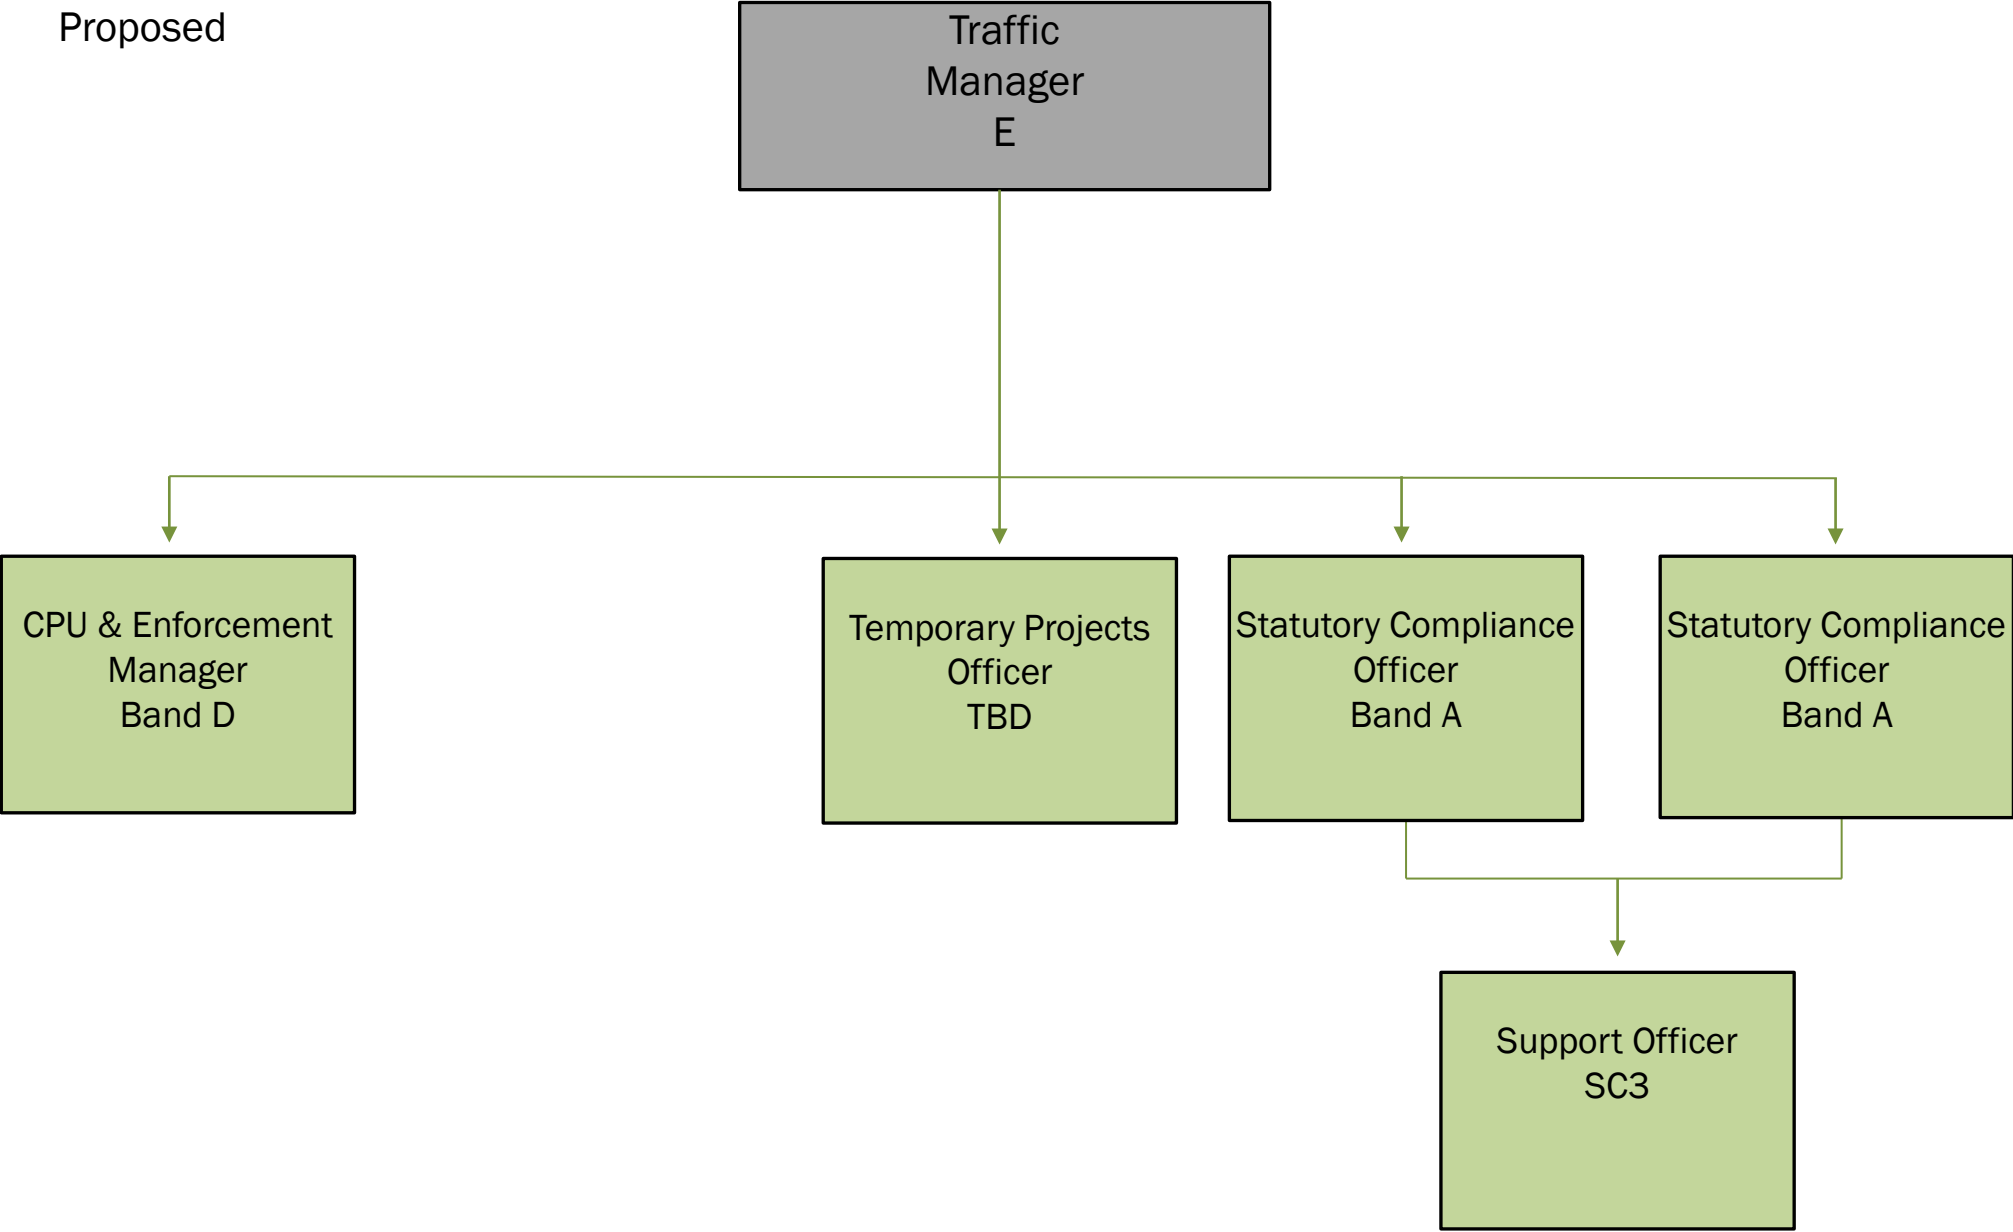 Proposed
Traffic
Manager
E
CPU & Enforcement
Manager
Band D
Temporary Projects
Officer
TBD
Statutory Compliance
Officer
Band A
Statutory Compliance
Officer
Band A
Support Officer
SC3